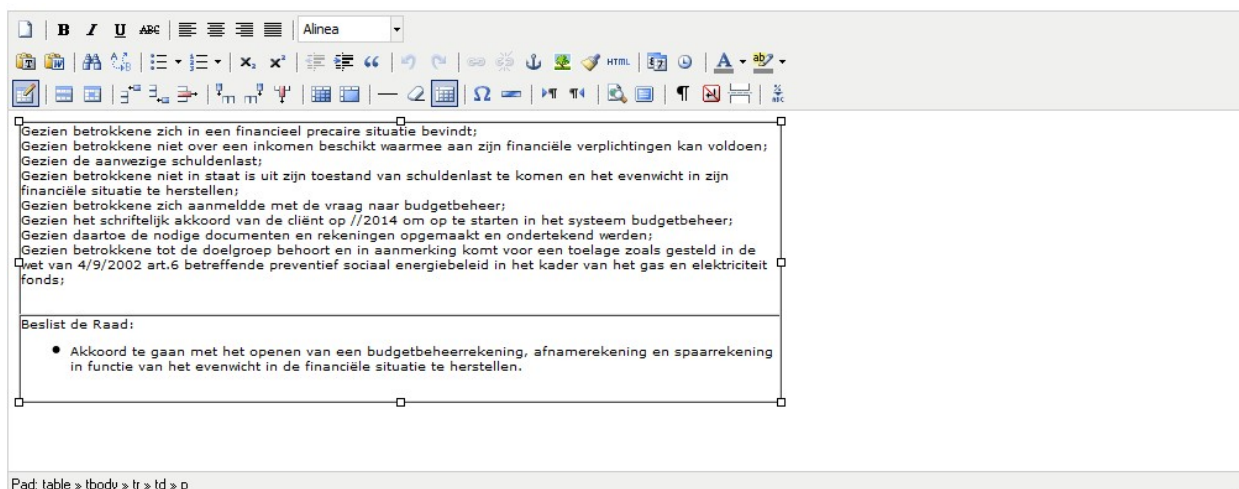 B I U ABC Alinea
HTML
Gezien betrokkene zich in een financieel precaire situatie bevindt;
Gezien betrokkene niet over een inkomen beschikt waarmee aan zijn financiële verplichtingen kan voldoen;
Gezien de aanwezige schuldenlast;
Gezien betrokkene niet in staat is uit zijn toestand van schuldenlast te komen en het evenwicht in zijn
financiële situatie te herstellen;
Gezien betrokkene zich aanmeldde met de vraag naar budgetbeheer;
Gezien het schriftelijk akkoord van de cliënt op //2014 om op te starten in het systeem budgetbeheer;
Gezien daartoe de nodige documenten en rekeningen opgemaakt en ondertekend werden;
Gezien betrokkene tot de doelgroep behoort en in aanmerking komt voor een toelage zoals gesteld in de
wet van 4/9/2002 art.6 betreffende preventief sociaal energiebeleid in het kader van het gas en elektriciteit
fonds;
Beslist de Raad:
• Akkoord te gaan met het openen van een budgetbeheerrekening, afnamerekening en spaarrekening
in functie van het evenwicht in de financiële situatie te herstellen.
Pad: table » tbody » tr » td » p